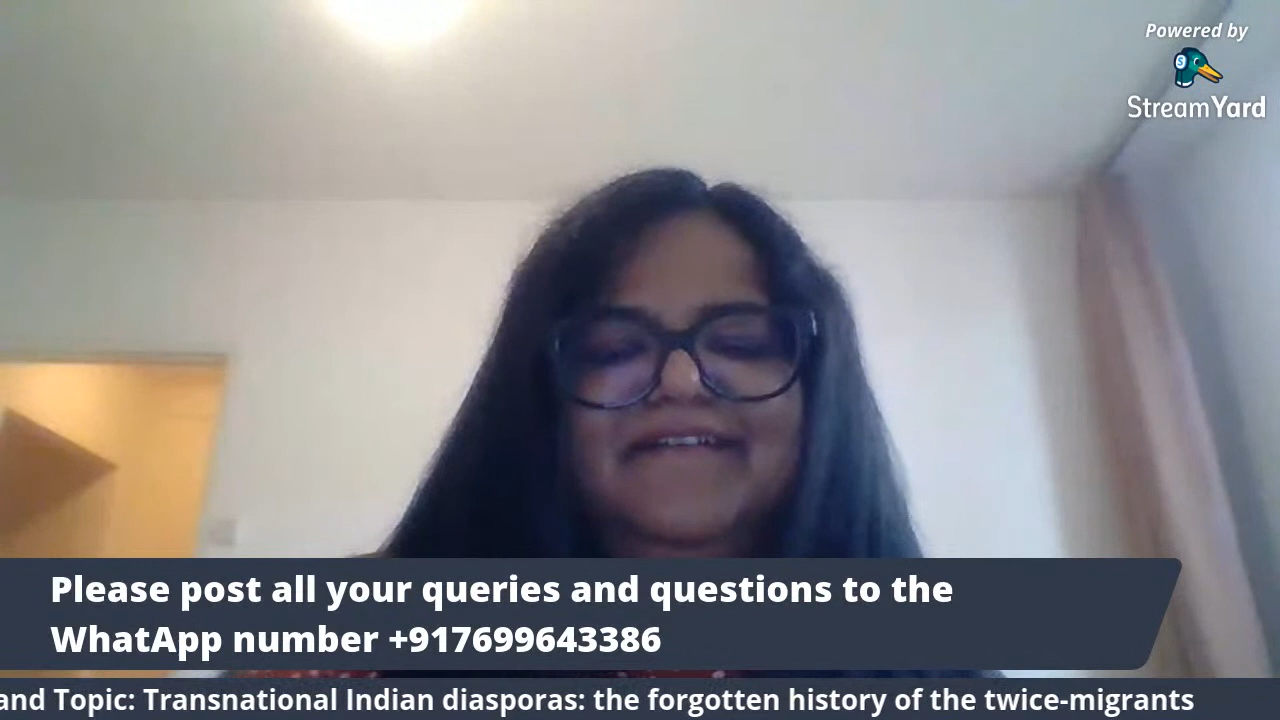 Powered by
StreamYard
Please post all your queries and questions to the
WhatApp number +917699643386
and Topic: Transnational Indian diasporas: the forgotten history of the twice-migrants